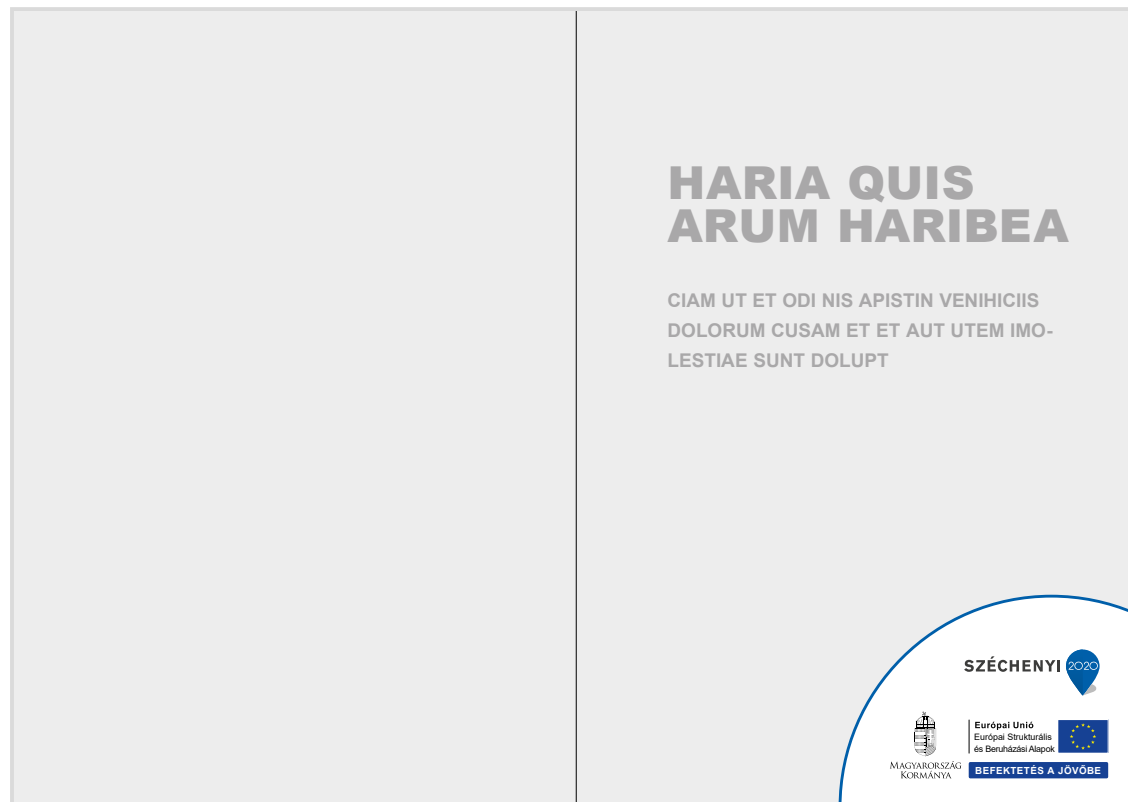 HARIA QUIS
ARUM HARIBEA
CIAM UT ET ODI NIS APISTIN VENIHICIIS
DOLORUM CUSAM ET ET AUT UTEM IMO-
LESTIAE SUNT DOLUPT
SZÉCHENYI 2020
MAGYARORSZÁG
KORMÁNYA
Európai Unió
Európai Strukturális
és Beruházási Alapok
BEFEKTETÉS A JÖVŐBE